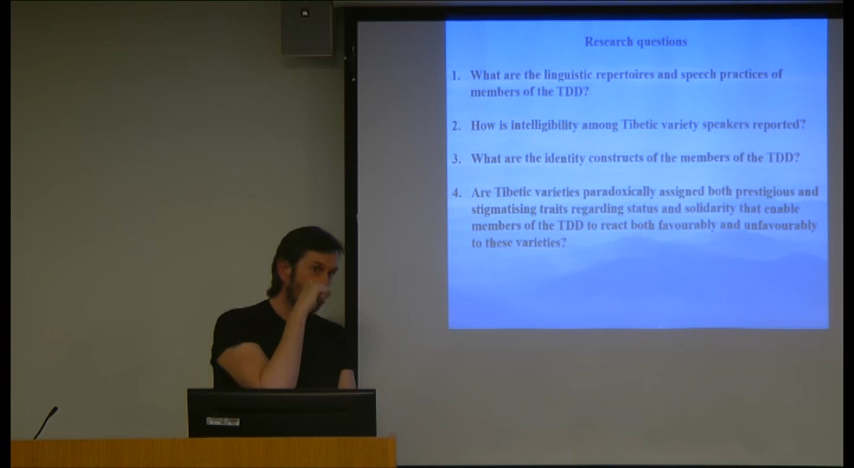 Research questions
1. What are the linguistic repertoires and speech practices of
members of the TDD?
2. How is intelligibility among Tibetic variety speakers reported?
3. What are the identity constructs of the members of the TDD?
4. Are Tibetic varieties paradoxically assigned both prestigious and
stigmatising traits regarding status and solidarity that enable
members of the TDD to react both favourably and unfavourably
to these varieties?